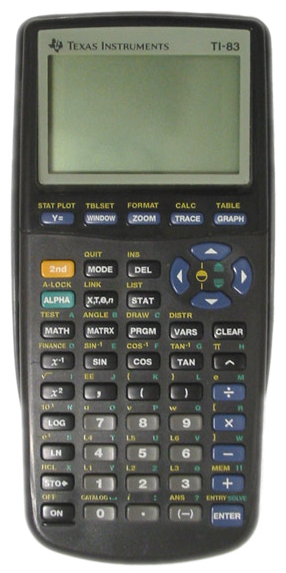 TEXAS INSTRUMENTS TI-83
STAT PLOT TBLSET FORMAT CALC TABLE
Y= WINDOW ZOOM TRACE GRAPH
QUIT INS
2nd MODE DEL
A-LOCK LINK LIST
ALPHA X,T,θ,n STAT
TEST A ANGLE B DRAW C DISTR
MATH MATRX PRGM VARS CLEAR
FINANCE D SIN⁻¹ E COS⁻¹ F TAN⁻¹ G π H
x⁻¹ SIN COS TAN ^
√ I EE J { K } L e M
x² , ( ) ÷
10ˣ N u O v P w Q [ R
LOG 7 8 9 ×
eˣ S L4 T L5 U L6 V ] W
LN 4 5 6 −
RCL X L1 Y L2 Z L3 θ MEM "
STO▸ 1 2 3 +
OFF CATALOG i : ANS ? ENTRY SOLVE
ON 0 . (−) ENTER